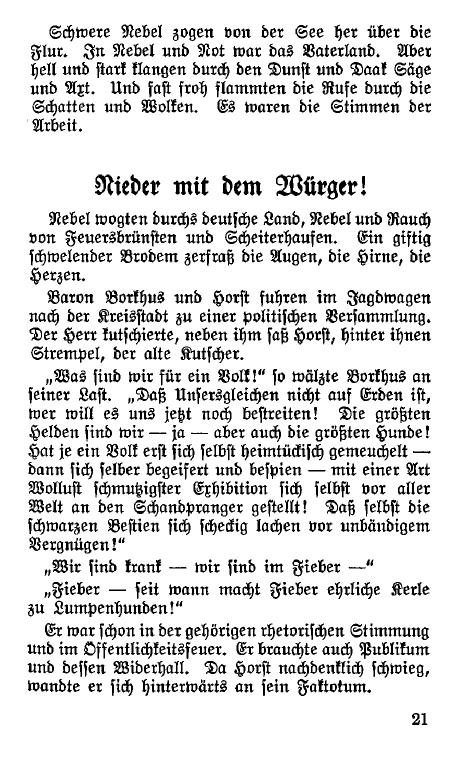 Schwere Nebel zogen von der See her über die
Flur. In Nebel und Not war das Vaterland. Aber
hell und stark klangen durch den Dunst und Daak Säge
und Axt. Und fast froh flammten die Rufe durch die
Schatten und Wolken. Es waren die Stimmen der
Arbeit.
Nieder mit dem Würger!
Nebel wogten durchs deutsche Land, Nebel und Rauch
von Feuersbrünsten und Scheiterhaufen. Ein giftig
schwelender Brodem zerfraß die Augen, die Hirne, die
Herzen.
Baron Borkhus und Horst fuhren im Jagdwagen
nach der Kreisstadt zu einer politischen Versammlung.
Der Herr kutschierte, neben ihm saß Horst, hinter ihnen
Strempel, der alte Kutscher.
„Was sind wir für ein Volk!“ so wälzte Borkhus an
seiner Last. „Daß Unsersgleichen nicht auf Erden ist,
wer will es uns jetzt noch bestreiten! Die größten
Helden sind wir — ja — aber auch die größten Hunde!
Hat je ein Volk erst sich selbst heimtückisch gemeuchelt —
dann sich selber begeifert und bespien — mit einer Art
Wollust schmutzigster Exhibition sich selbst vor aller
Welt an den Schandpranger gestellt! Daß selbst die
schwarzen Bestien sich scheckig lachen vor unbändigem
Vergnügen!“
„Wir sind krank — wir sind im Fieber —“
„Fieber — seit wann macht Fieber ehrliche Kerle
zu Lumpenhunden!“
Er war schon in der gehörigen rhetorischen Stimmung
und im Öffentlichkeitsfeuer. Er brauchte auch Publikum
und dessen Widerhall. Da Horst nachdenklich schwieg,
wandte er sich hinterwärts an sein Faktotum.
21